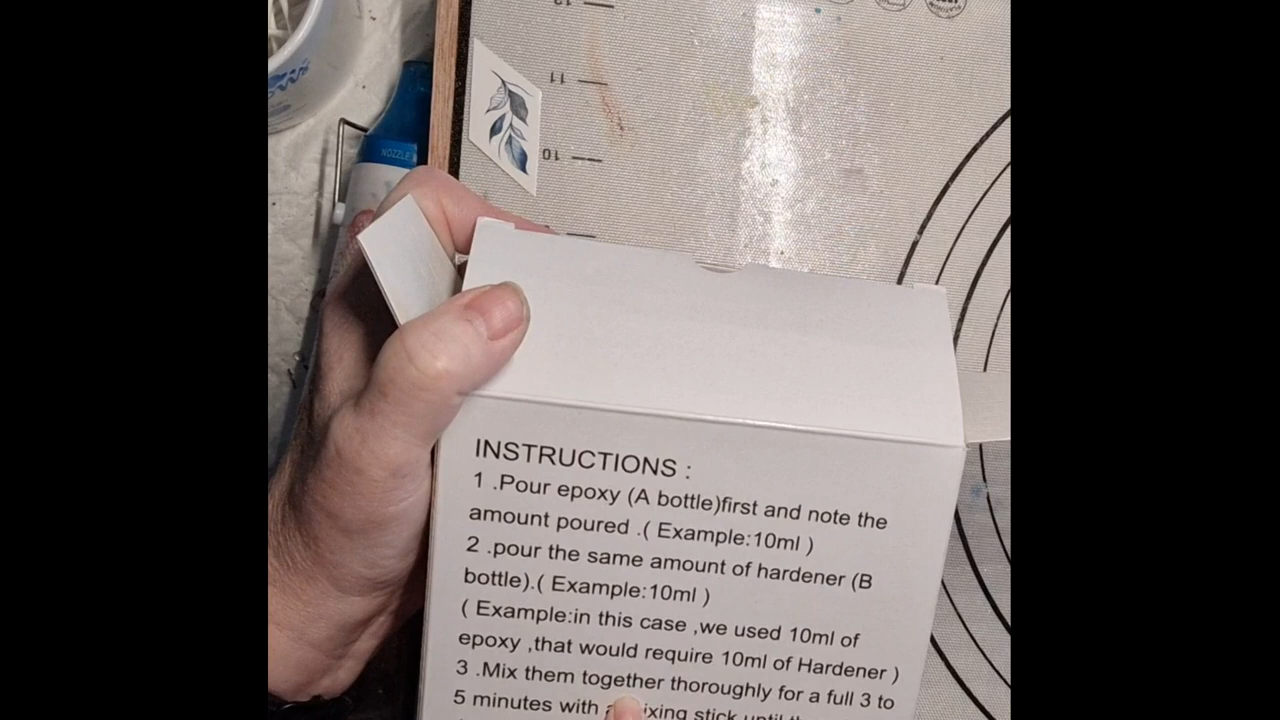 12
11
10
NOZZLE
INSTRUCTIONS :
1 .Pour epoxy (A bottle)first and note the
amount poured .( Example:10ml )
2 .pour the same amount of hardener (B
bottle).( Example:10ml )
( Example:in this case ,we used 10ml of
epoxy ,that would require 10ml of Hardener )
3 .Mix them together thoroughly for a full 3 to
5 minutes with stick